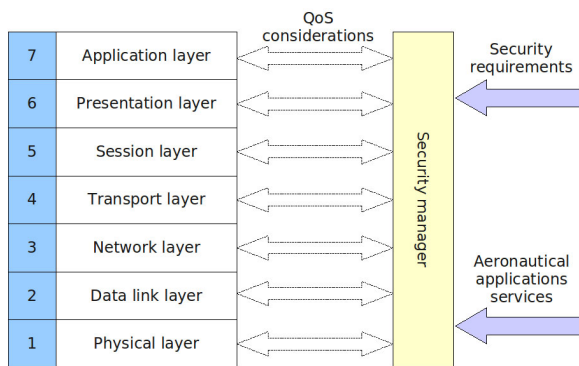 QoS
considerations
7 Application layer
6 Presentation layer
5 Session layer
4 Transport layer
3 Network layer
2 Data link layer
1 Physical layer
Security manager
Security
requirements
Aeronautical
applications
services